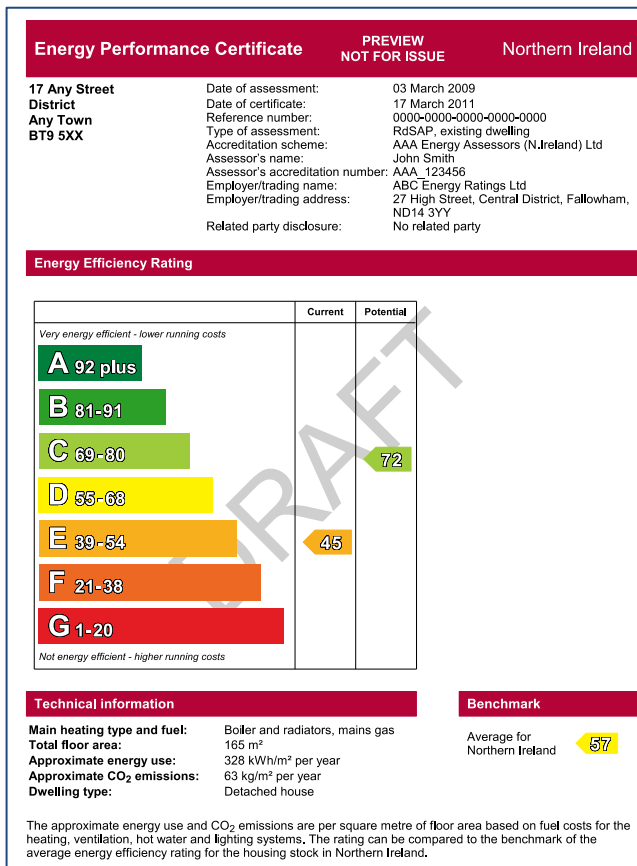 Energy Performance Certificate
PREVIEW
NOT FOR ISSUE
Northern Ireland
17 Any Street
District
Any Town
BT9 5XX
Date of assessment: 03 March 2009
Date of certificate: 17 March 2011
Reference number: 0000-0000-0000-0000-0000
Type of assessment: RdSAP, existing dwelling
Accreditation scheme: AAA Energy Assessors (N.Ireland) Ltd
Assessor's name: John Smith
Assessor's accreditation number: AAA_123456
Employer/trading name: ABC Energy Ratings Ltd
Employer/trading address: 27 High Street, Central District, Fallowham,
ND14 3YY
Related party disclosure: No related party
Energy Efficiency Rating
Current Potential
Very energy efficient - lower running costs
A 92 plus
B 81-91
C 69-80
72
D 55-68
E 39-54
45
F 21-38
G 1-20
Not energy efficient - higher running costs
DRAFT
Technical information
Main heating type and fuel: Boiler and radiators, mains gas
Total floor area: 165 m²
Approximate energy use: 328 kWh/m² per year
Approximate CO₂ emissions: 63 kg/m² per year
Dwelling type: Detached house
Benchmark
Average for
Northern Ireland
57
The approximate energy use and CO₂ emissions are per square metre of floor area based on fuel costs for the
heating, ventilation, hot water and lighting systems. The rating can be compared to the benchmark of the
average energy efficiency rating for the housing stock in Northern Ireland.